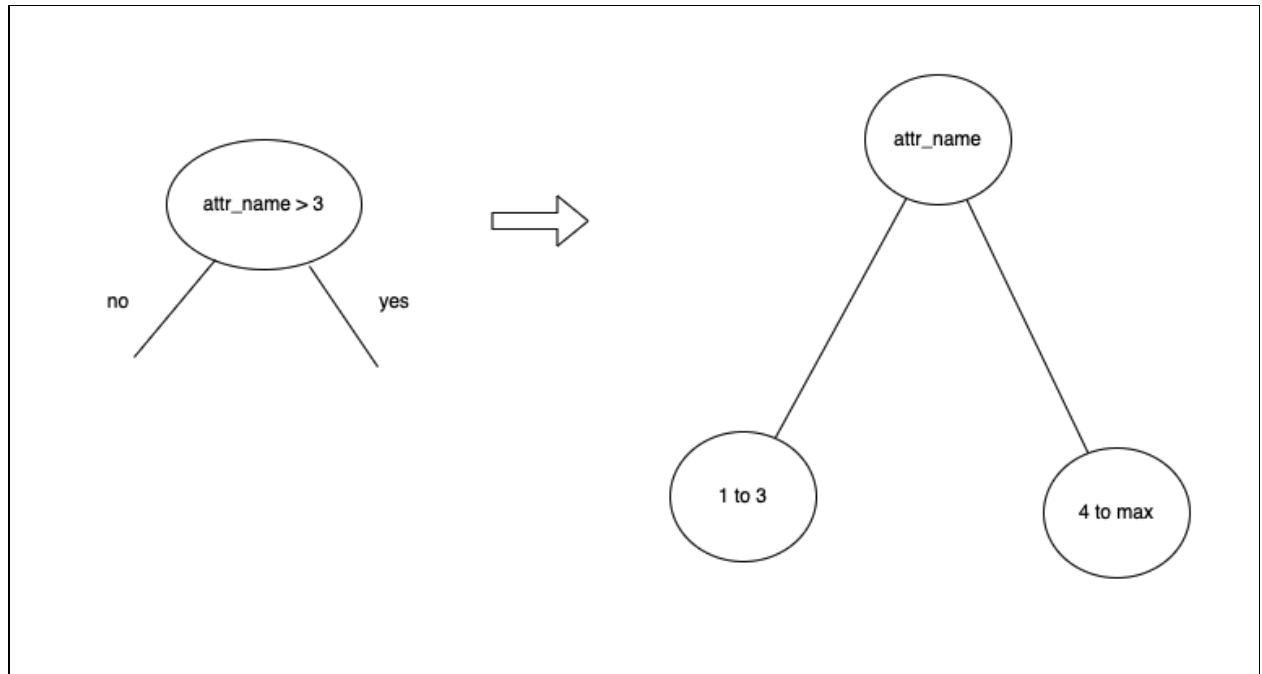 attr_name > 3
no
yes
attr_name
1 to 3
4 to max